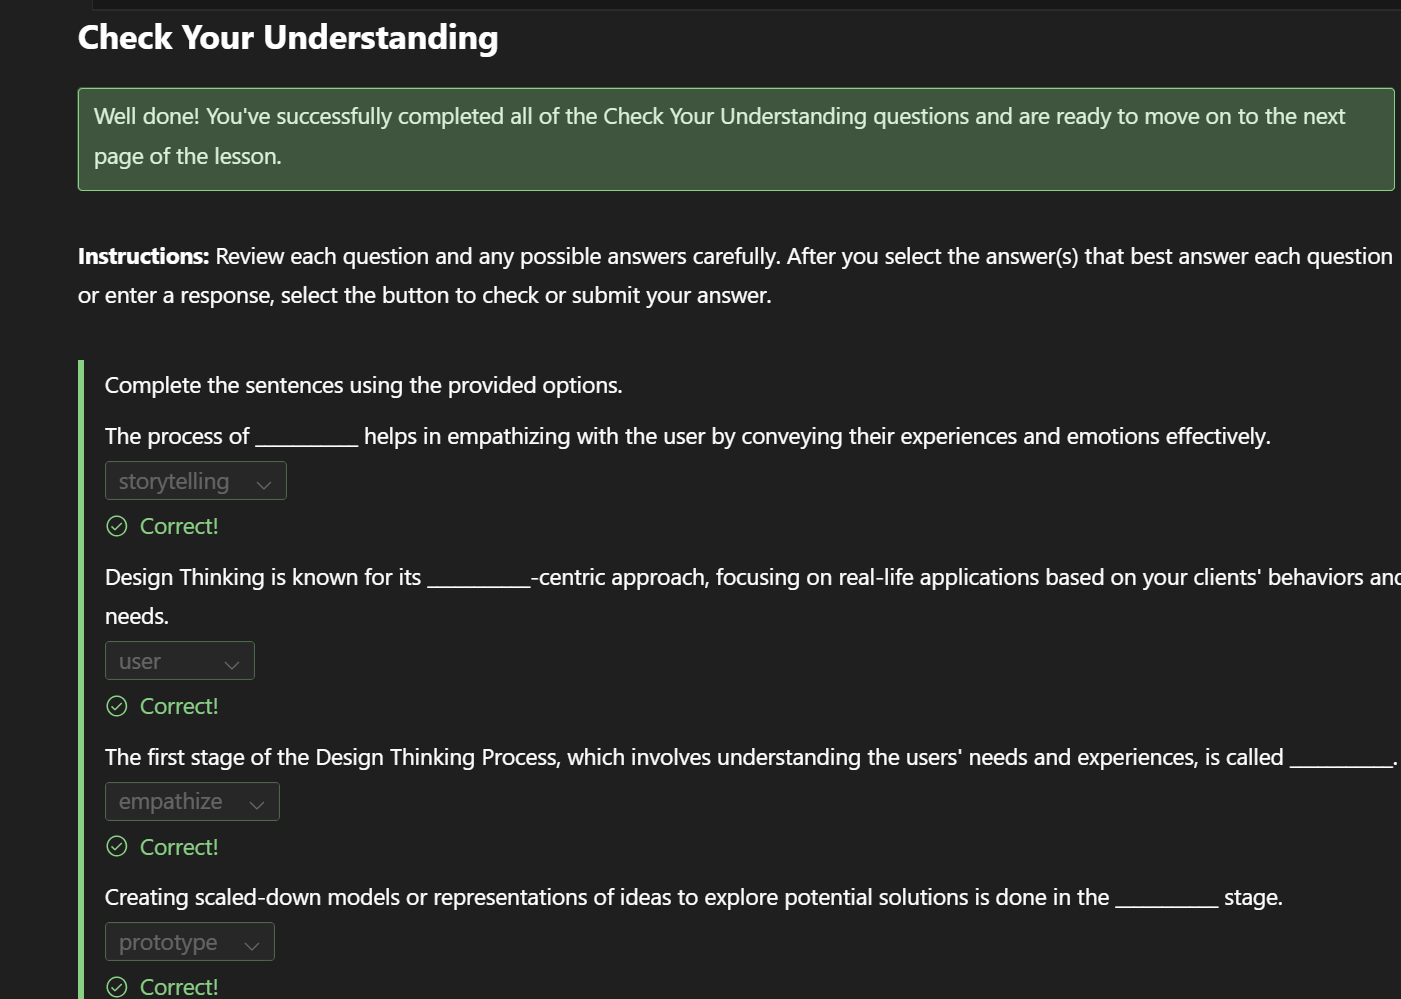 Check Your Understanding
Well done! You've successfully completed all of the Check Your Understanding questions and are ready to move on to the next
page of the lesson.
Instructions: Review each question and any possible answers carefully. After you select the answer(s) that best answer each question
or enter a response, select the button to check or submit your answer.
Complete the sentences using the provided options.
The process of __________ helps in empathizing with the user by conveying their experiences and emotions effectively.
storytelling
Correct!
Design Thinking is known for its __________-centric approach, focusing on real-life applications based on your clients' behaviors and
needs.
user
Correct!
The first stage of the Design Thinking Process, which involves understanding the users' needs and experiences, is called __________.
empathize
Correct!
Creating scaled-down models or representations of ideas to explore potential solutions is done in the __________ stage.
prototype
Correct!